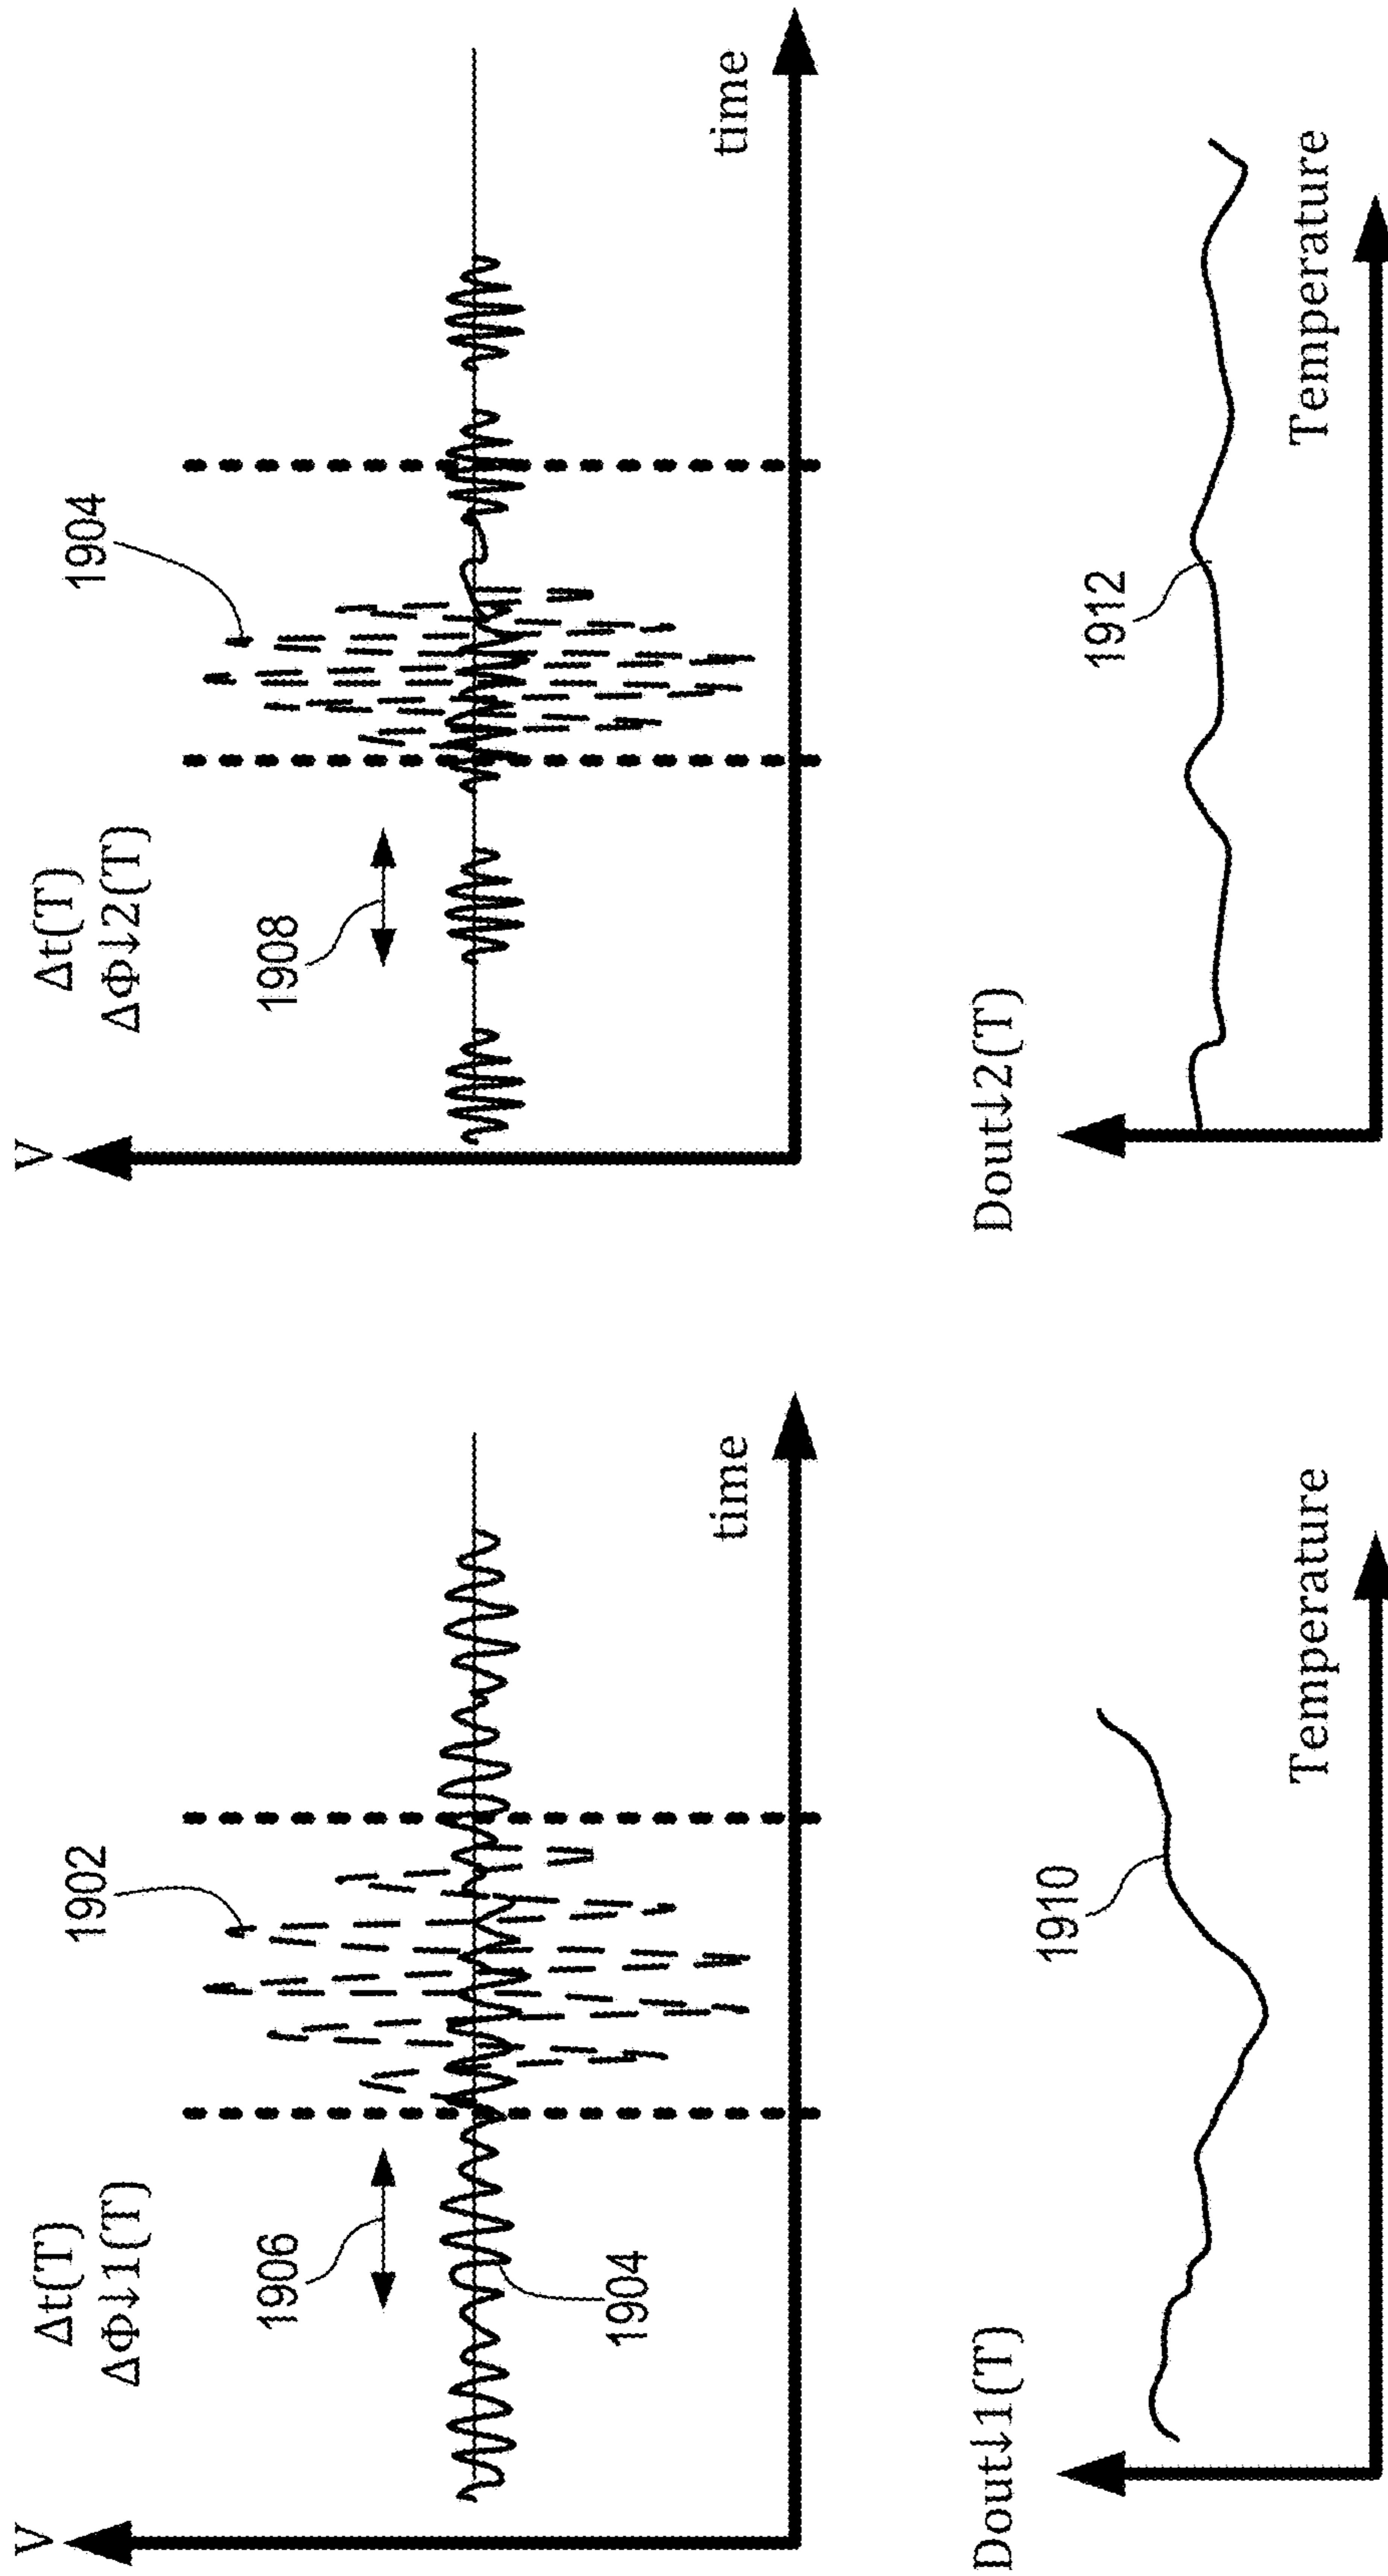 V
Δt(T)
ΔΦ↓1(T)
1902
1906
1904
time
Dout↓1(T)
1910
Temperature
V
Δt(T)
ΔΦ↓2(T)
1904
1908
time
Dout↓2(T)
1912
Temperature